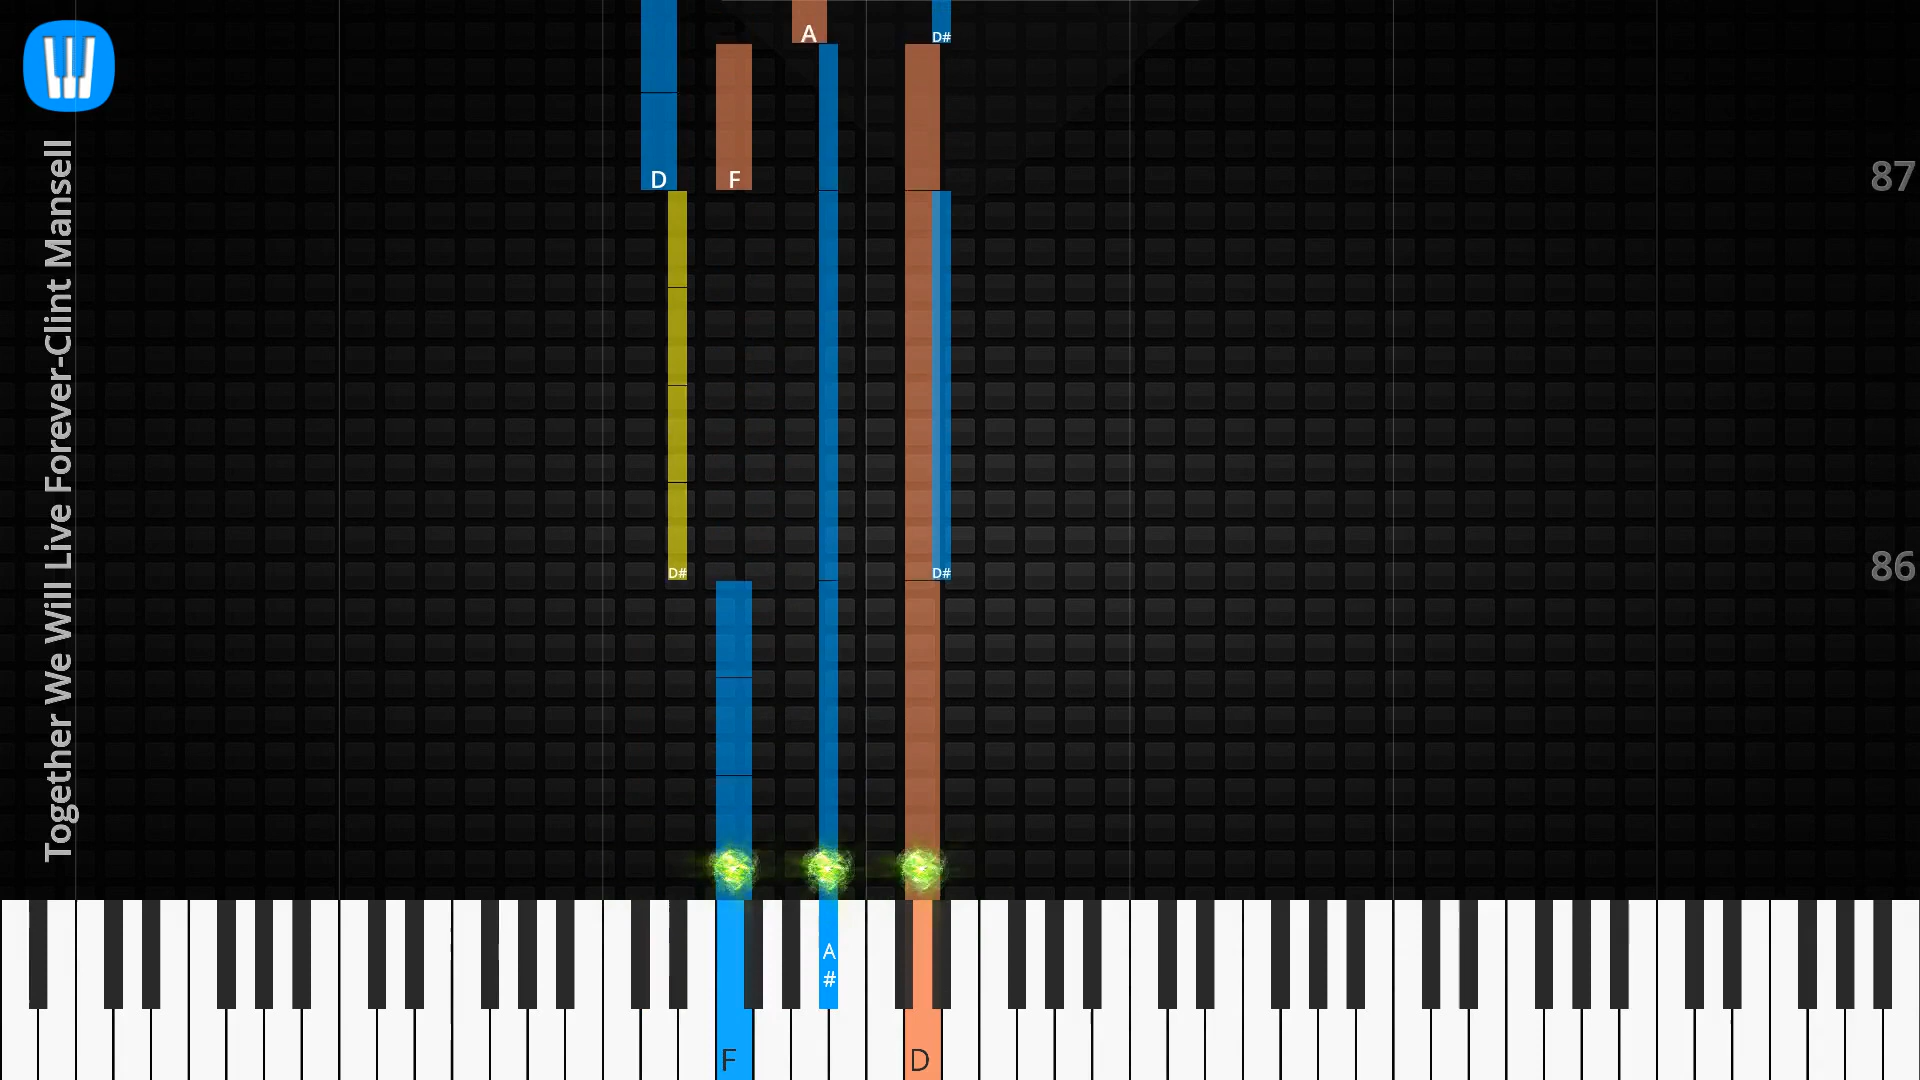 Together We Will Live Forever-Clint Mansell
A
D#
D
F
87
D#
D#
86
A
#
F
D